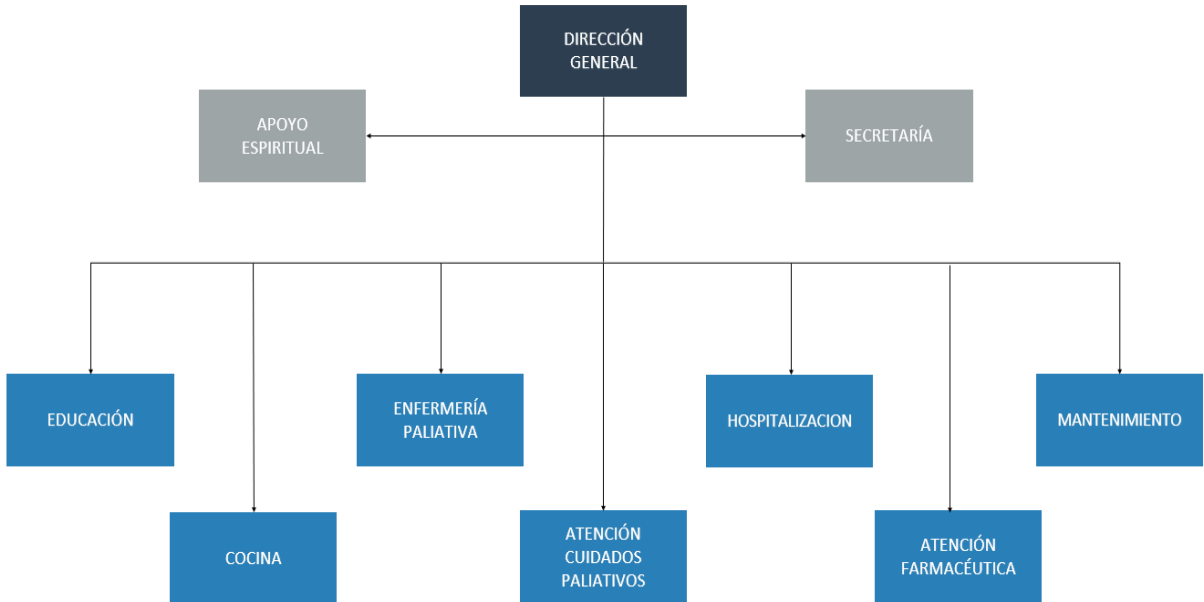 DIRECCIÓN
GENERAL
APOYO
ESPIRITUAL
SECRETARÍA
EDUCACIÓN
ENFERMERÍA
PALIATIVA
HOSPITALIZACION
MANTENIMIENTO
COCINA
ATENCIÓN
CUIDADOS
PALIATIVOS
ATENCIÓN
FARMACÉUTICA